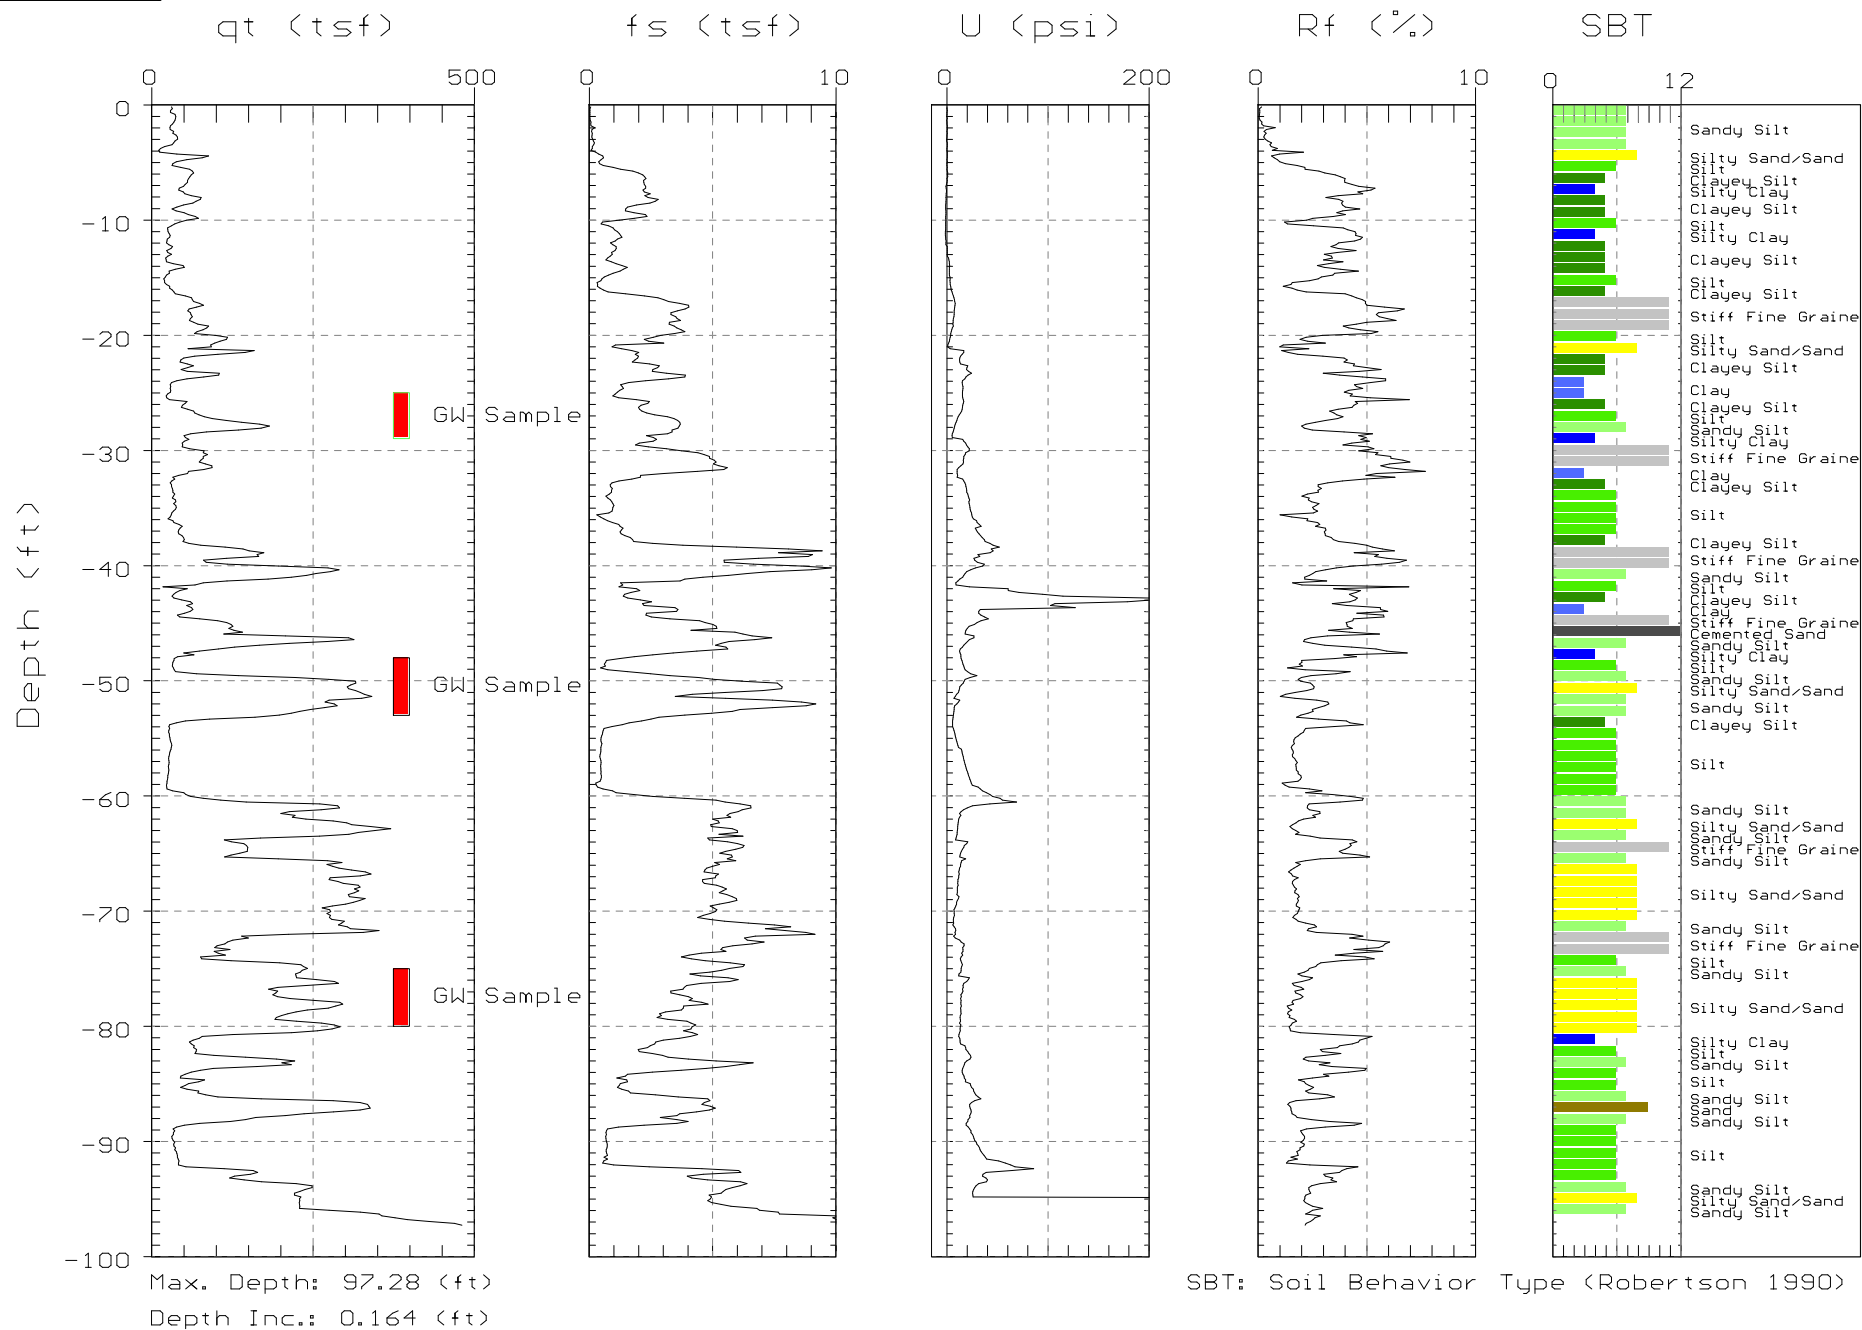 qt (tsf) fs (tsf) U (psi) Rf (%) SBT
0 500 0 10 0 200 0 10 0 12
0
Sandy Silt
Silty Sand/Sand
Silt
Clayey Silt
Silty Clay
Clayey Silt
-10
Silt
Silty Clay
Clayey Silt
Silt
Clayey Silt
Stiff Fine Graine
-20
Silt
Silty Sand/Sand
Clayey Silt
Clay
Clayey Silt
GW Sample
Silt
Sandy Silt
Silty Clay
-30
Stiff Fine Graine
Clay
Clayey Silt
Silt
Clayey Silt
Stiff Fine Graine
-40
Sandy Silt
Silt
Clayey Silt
Clay
Stiff Fine Graine
Cemented Sand
Sandy Silt
Silty Clay
Silt
Sandy Silt
-50 GW Sample
Silty Sand/Sand
Sandy Silt
Clayey Silt
Depth (ft)
Silt
-60
Sandy Silt
Silty Sand/Sand
Sandy Silt
Stiff Fine Graine
Sandy Silt
Silty Sand/Sand
-70
Sandy Silt
Stiff Fine Graine
Silt
Sandy Silt
GW Sample
Silty Sand/Sand
-80
Silty Clay
Silt
Sandy Silt
Silt
Sandy Silt
Sand
Sandy Silt
-90
Silt
Sandy Silt
Silty Sand/Sand
Sandy Silt
-100
Max. Depth: 97.28 (ft) SBT: Soil Behavior Type (Robertson 1990)
Depth Inc.: 0.164 (ft)